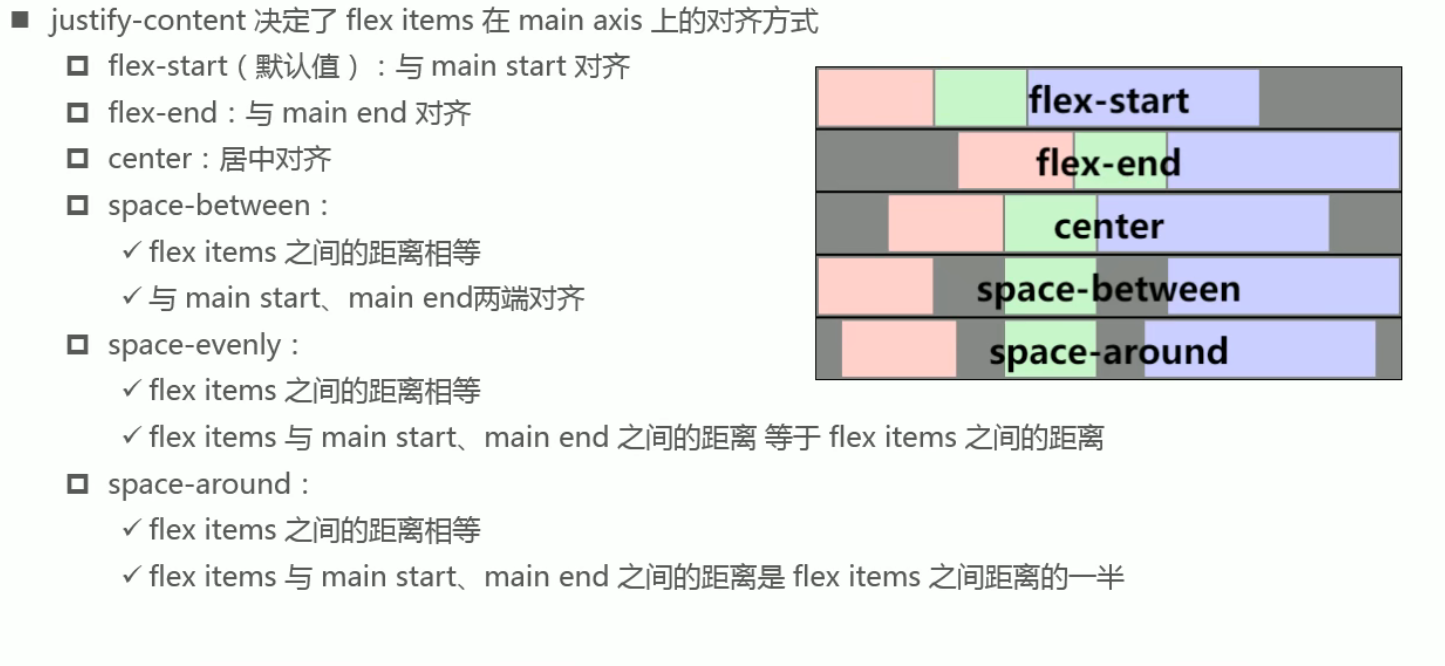 justify-content 决定了 flex items 在 main axis 上的对齐方式
flex-start（默认值）：与 main start 对齐
flex-end：与 main end 对齐
center：居中对齐
space-between：
✓ flex items 之间的距离相等
✓ 与 main start、main end两端对齐
space-evenly：
✓ flex items 之间的距离相等
✓ flex items 与 main start、main end 之间的距离 等于 flex items 之间的距离
space-around：
✓ flex items 之间的距离相等
✓ flex items 与 main start、main end 之间的距离是 flex items 之间距离的一半
flex-start
flex-end
center
space-between
space-around